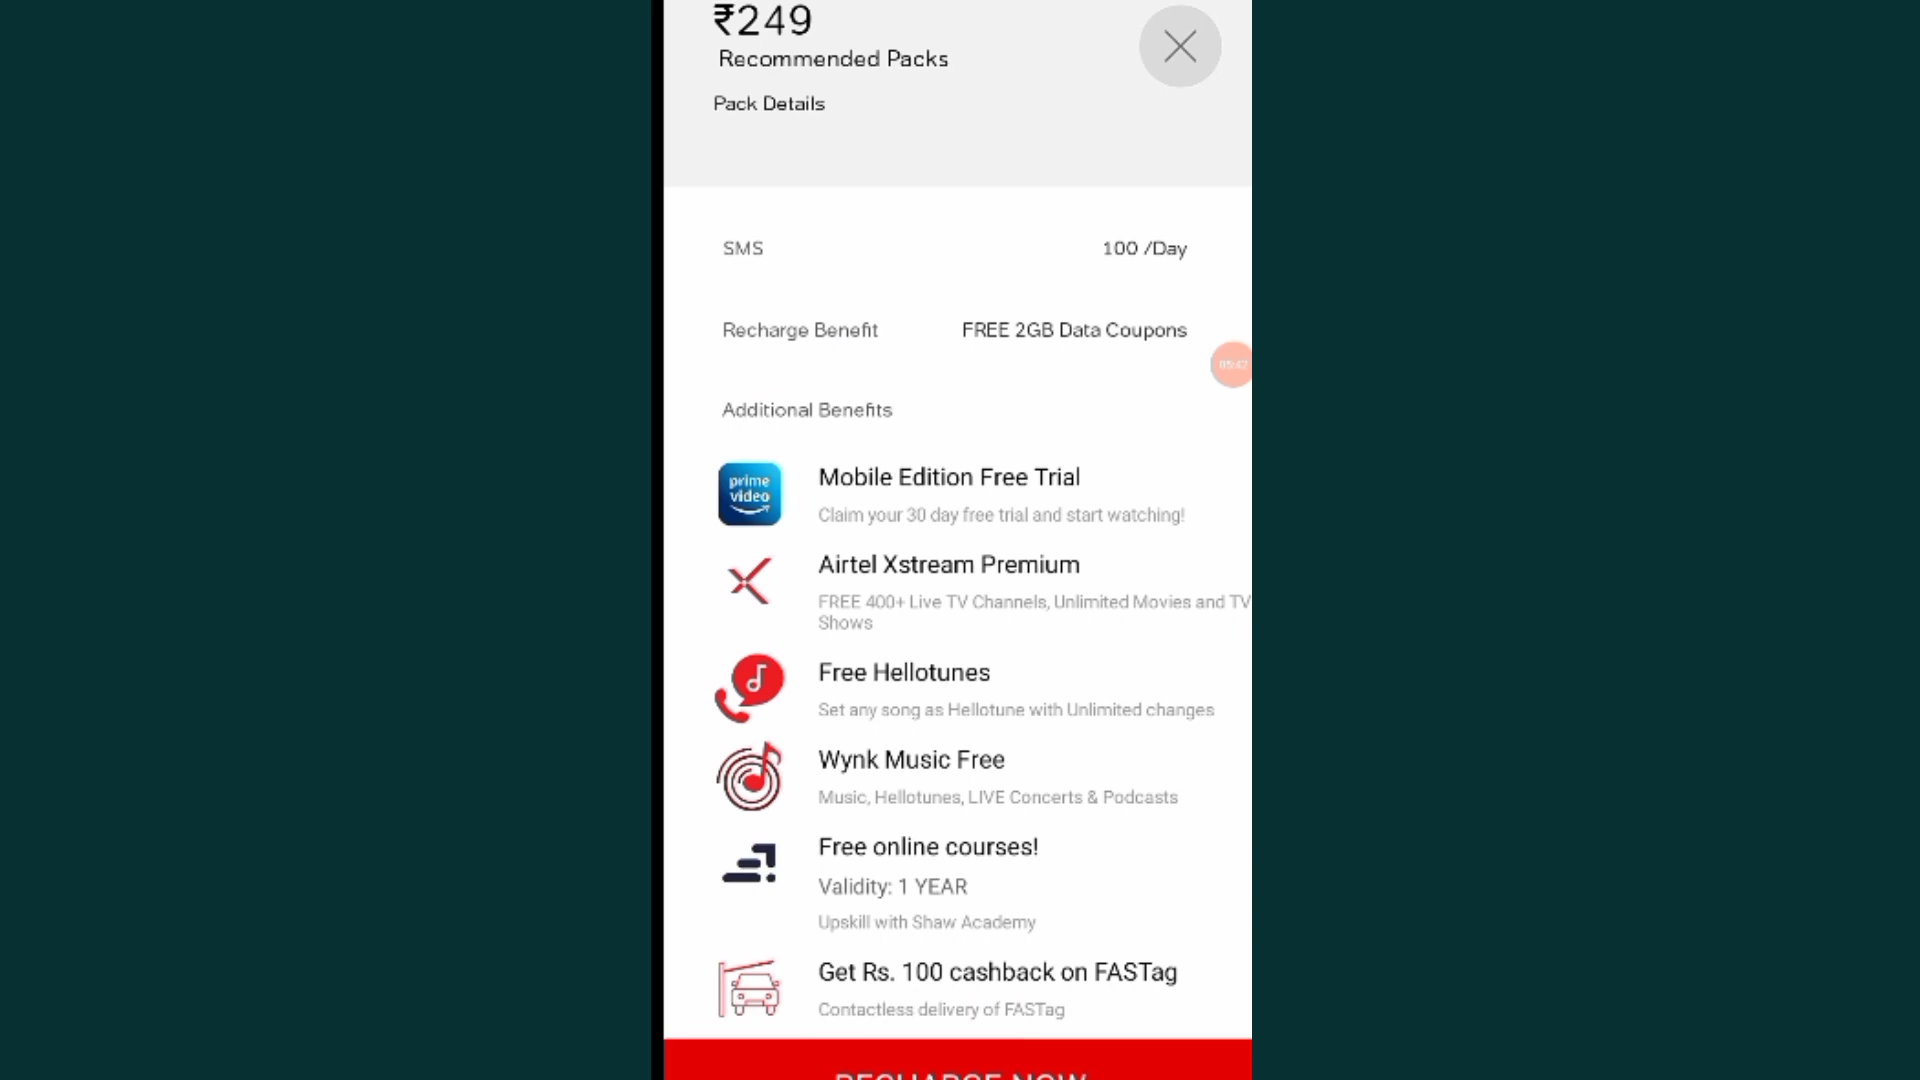 ₹249
Recommended Packs
Pack Details
SMS 100 /Day
Recharge Benefit FREE 2GB Data Coupons
05:42
Additional Benefits
prime
video
Mobile Edition Free Trial
Claim your 30 day free trial and start watching!
Airtel Xstream Premium
FREE 400+ Live TV Channels, Unlimited Movies and TV
Shows
Free Hellotunes
Set any song as Hellotune with Unlimited changes
Wynk Music Free
Music, Hellotunes, LIVE Concerts & Podcasts
Free online courses!
Validity: 1 YEAR
Upskill with Shaw Academy
Get Rs. 100 cashback on FASTag
Contactless delivery of FASTag
RECHARGE NOW